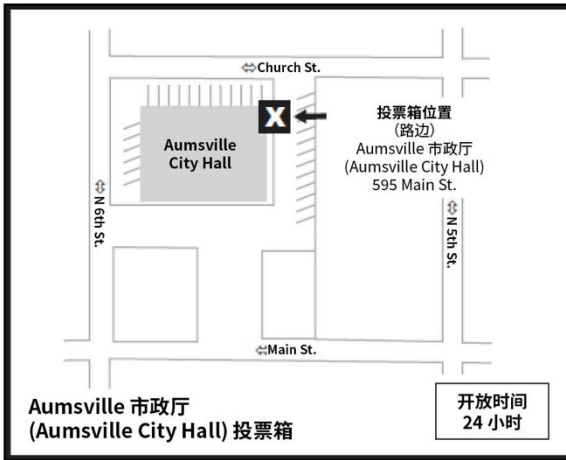 Church St.
投票箱位置
(路边)
Aumsville 市政厅
(Aumsville City Hall)
595 Main St.
X
Aumsville
City Hall
N 6th St.
N 5th St.
Main St.
Aumsville 市政厅
(Aumsville City Hall) 投票箱
开放时间
24 小时